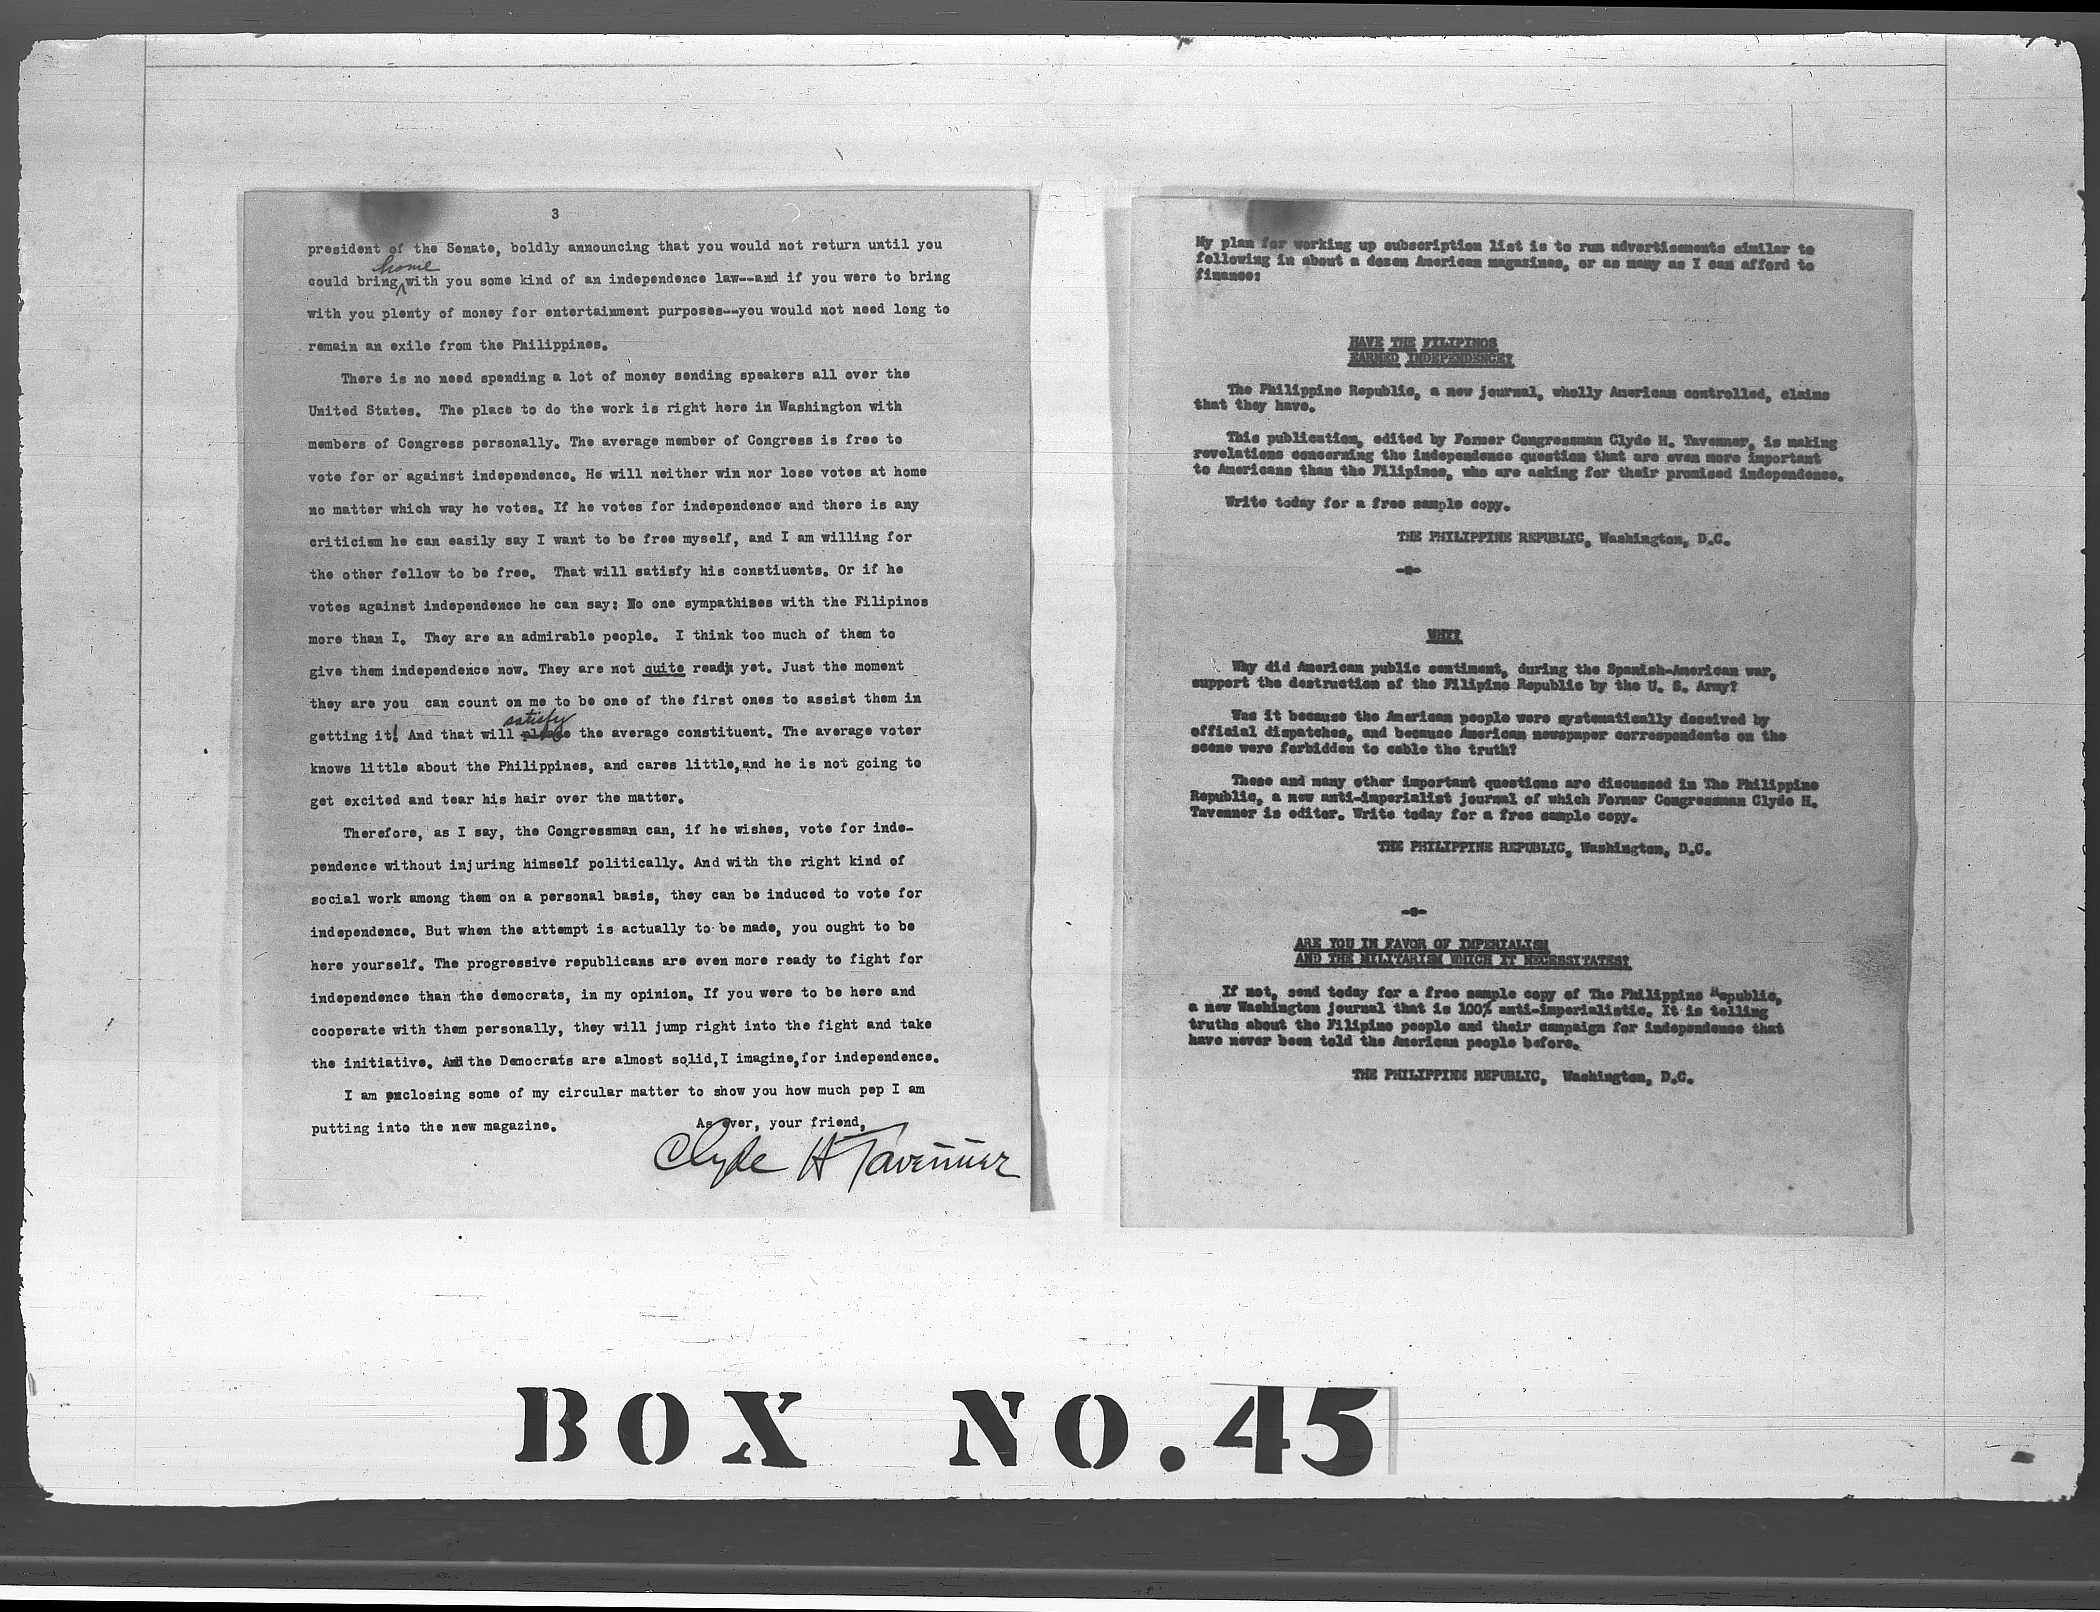 3
president of the Senate, boldly announcing that you would not return until you
home
could bring with you some kind of an independence law--and if you were to bring
with you plenty of money for entertainment purposes--you would not need long to
remain an exile from the Philippines.
There is no need spending a lot of money sending speakers all over the
United States. The place to do the work is right here in Washington with
members of Congress personally. The average member of Congress is free to
vote for or against independence. He will neither win nor lose votes at home
no matter which way he votes. If he votes for independence and there is any
criticism he can easily say I want to be free myself, and I am willing for
the other fellow to be free. That will satisfy his constiuents. Or if he
votes against independence he can say: No one sympathizes with the Filipinos
more than I. They are an admirable people. I think too much of them to
give them independence now. They are not quite ready yet. Just the moment
they are you can count on me to be one of the first ones to assist them in
satisfy
getting it! And that will please the average constituent. The average voter
knows little about the Philippines, and cares little, and he is not going to
get excited and tear his hair over the matter.
Therefore, as I say, the Congressman can, if he wishes, vote for inde-
pendence without injuring himself politically. And with the right kind of
social work among them on a personal basis, they can be induced to vote for
independence. But when the attempt is actually to be made, you ought to be
here yourself. The progressive republicans are even more ready to fight for
independence than the democrats, in my opinion. If you were to be here and
cooperate with them personally, they will jump right into the fight and take
the initiative. And the Democrats are almost solid, I imagine, for independence.
I am enclosing some of my circular matter to show you how much pep I am
putting into the new magazine.
As ever, your friend,
Clyde H Tavenner
My plan for working up subscription list is to run advertisements similar to
following in about a dozen American magazines, or as many as I can afford to
finance:
HAVE THE FILIPINOS
EARNED INDEPENDENCE?
The Philippine Republic, a new journal, wholly American controlled, claims
that they have.
This publication, edited by Former Congressman Clyde H. Tavenner, is making
revelations concerning the independence question that are even more important
to Americans than the Filipinos, who are asking for their promised independence.
Write today for a free sample copy.
THE PHILIPPINE REPUBLIC, Washington, D.C.
-o-
WHY?
Why did American public sentiment, during the Spanish-American war,
support the destruction of the Filipino Republic by the U. S. Army?
Was it because the American people were systematically deceived by
official dispatches, and because American newspaper correspondents on the
scene were forbidden to cable the truth?
These and many other important questions are discussed in The Philippine
Republic, a new anti-imperialist journal of which Former Congressman Clyde H.
Tavenner is editor. Write today for a free sample copy.
THE PHILIPPINE REPUBLIC, Washington, D.C.
-o-
ARE YOU IN FAVOR OF IMPERIALISM
AND THE MILITARISM WHICH IT NECESSITATES?
If not, send today for a free sample copy of The Philippine Republic,
a new Washington journal that is 100% anti-imperialistic. It is telling
truths about the Filipino people and their campaign for independence that
have never been told the American people before.
THE PHILIPPINE REPUBLIC, Washington, D.C.
BOX NO. 45